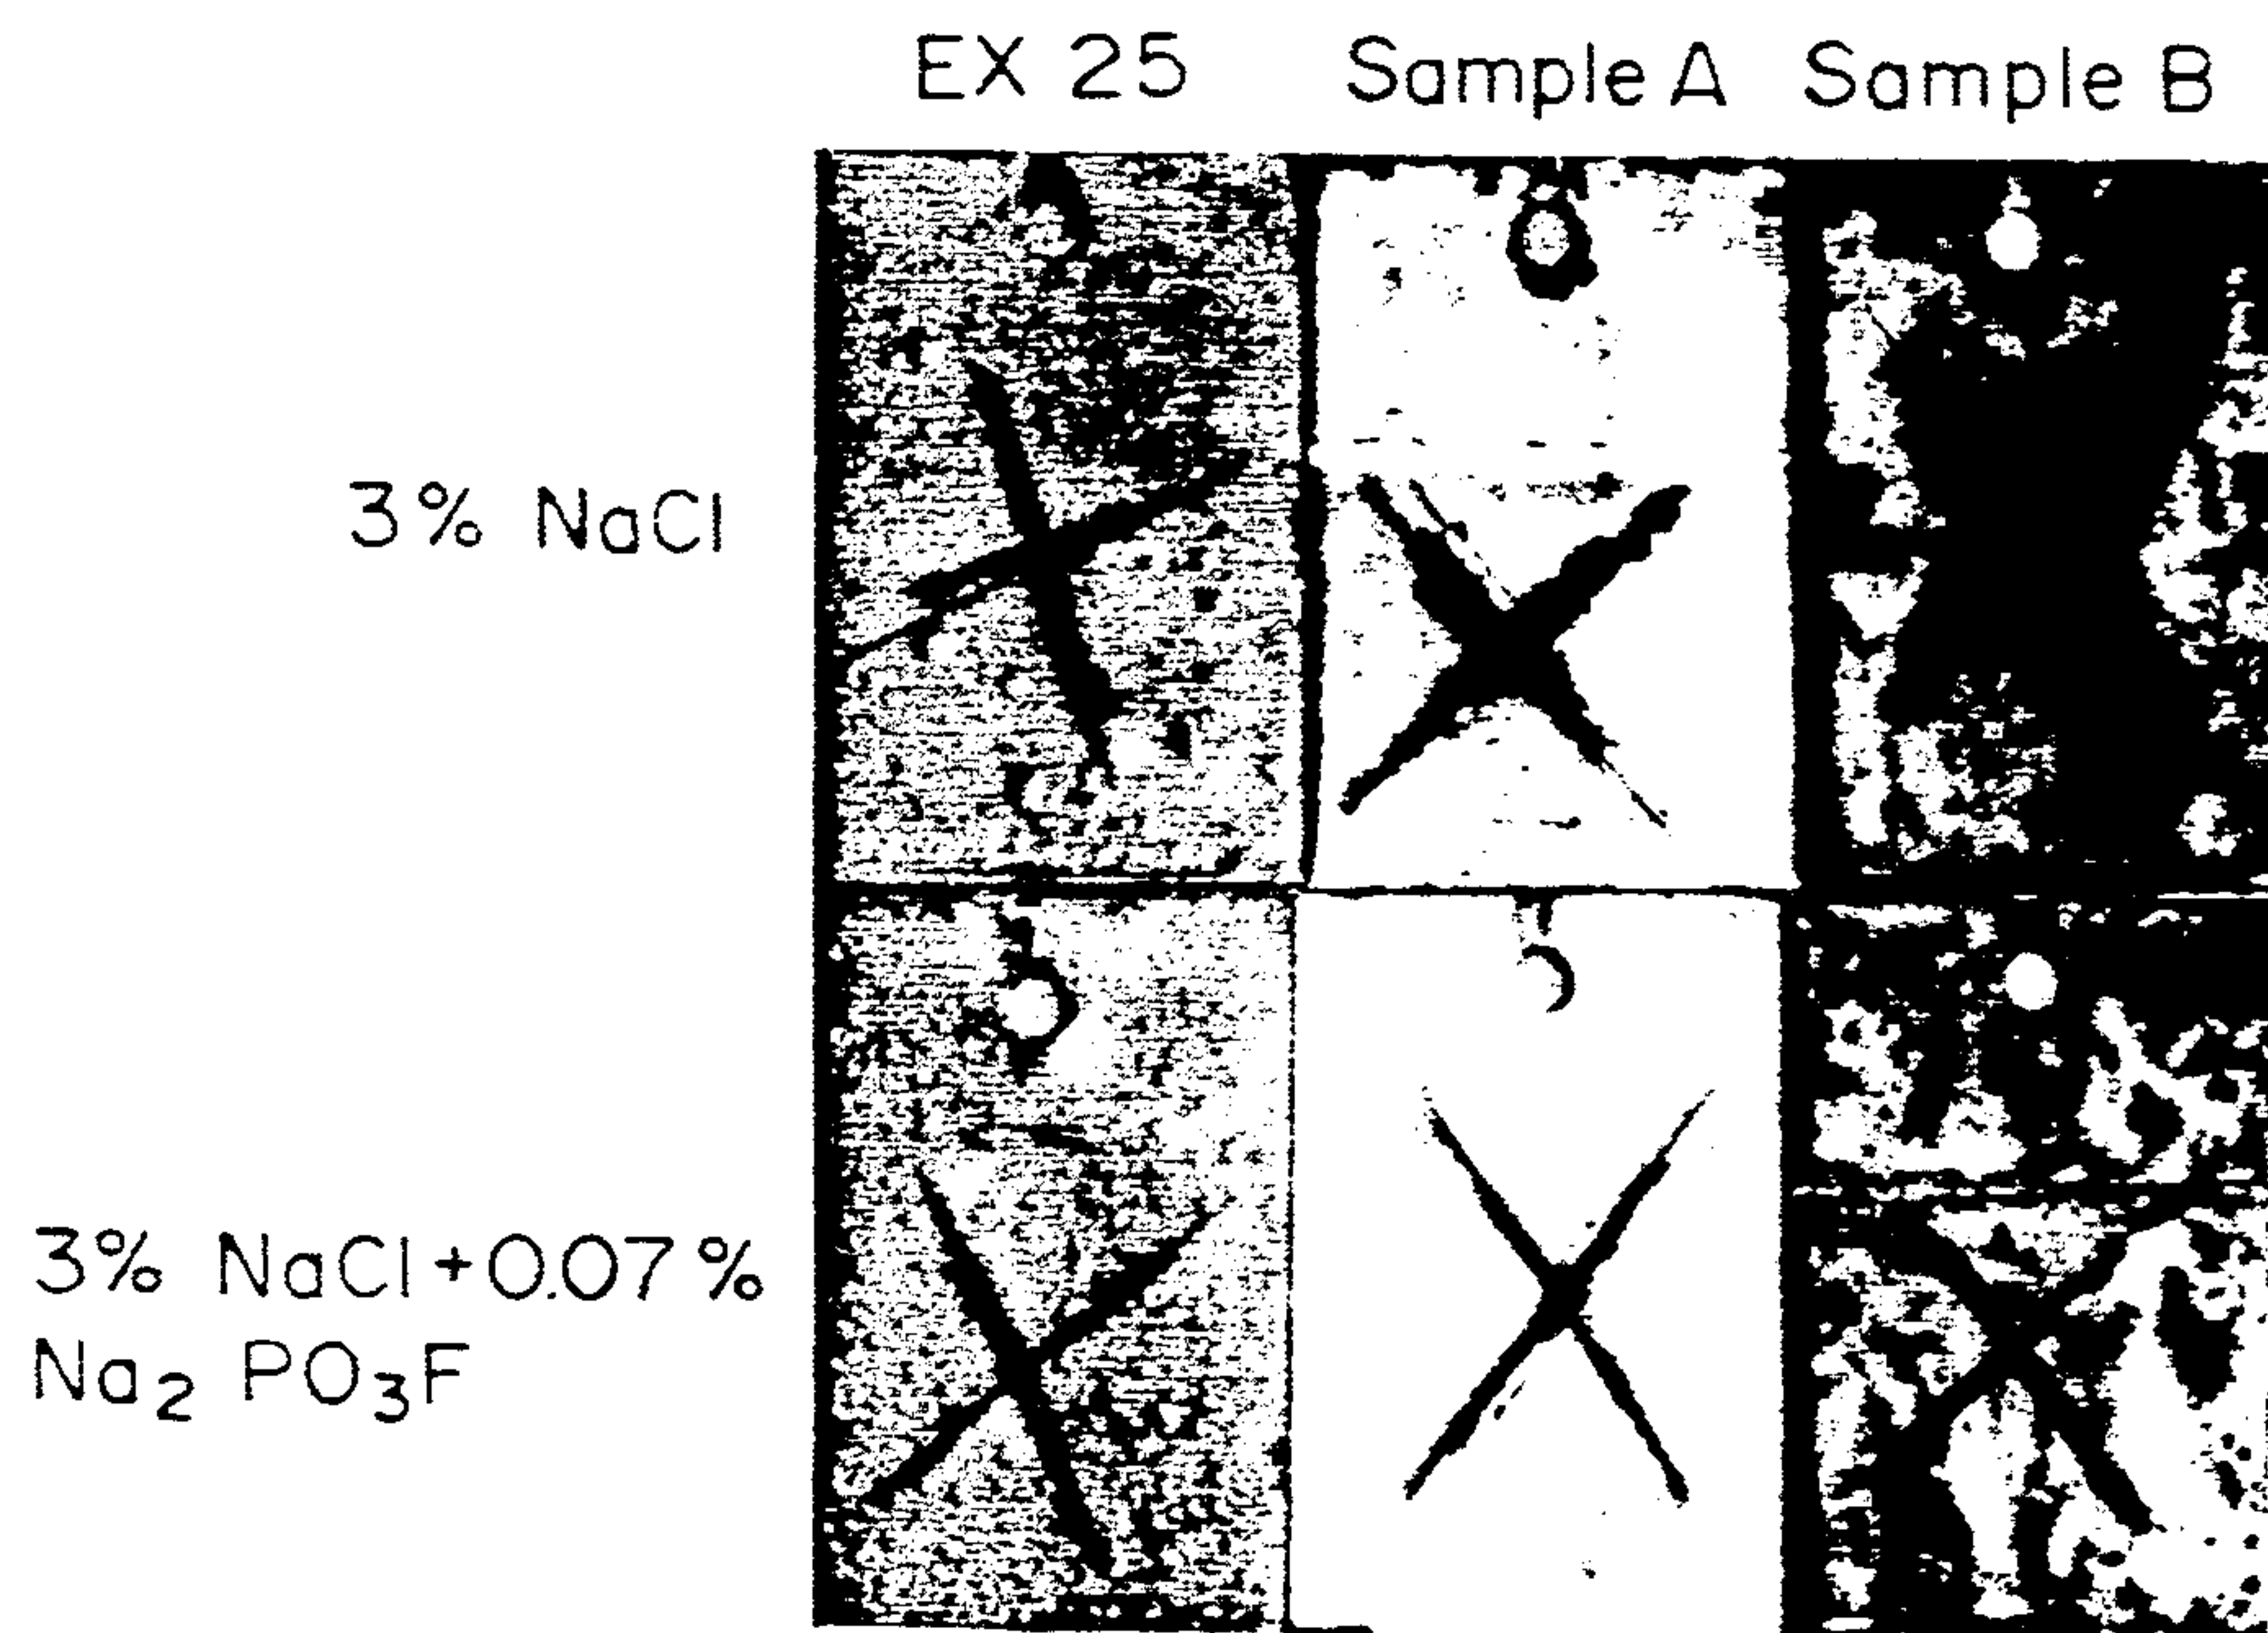 EX 25 Sample A Sample B
3% NaCl
3% NaCl+0.07%
Na₂ PO₃F